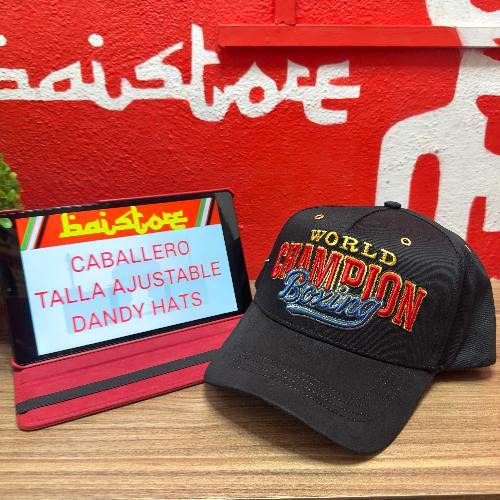 baistore
baistore
CABALLERO
TALLA AJUSTABLE
DANDY HATS
WORLD
CHAMPION
Boxing